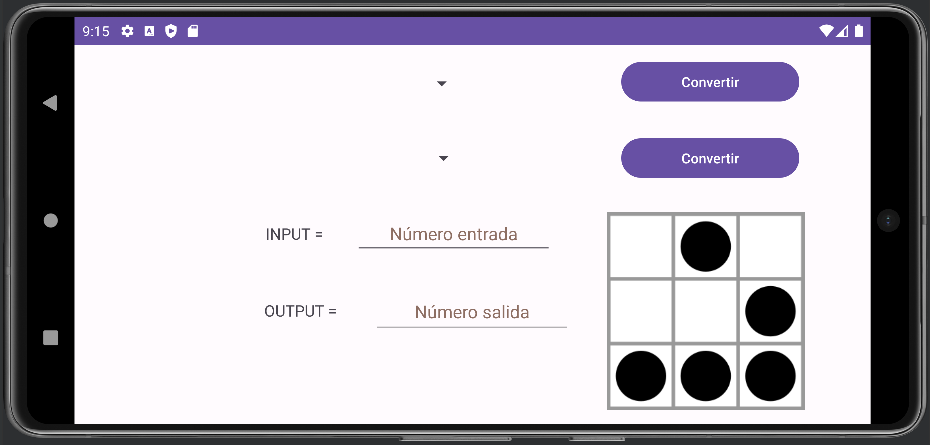 9:15
Convertir
Convertir
INPUT = Número entrada
OUTPUT = Número salida